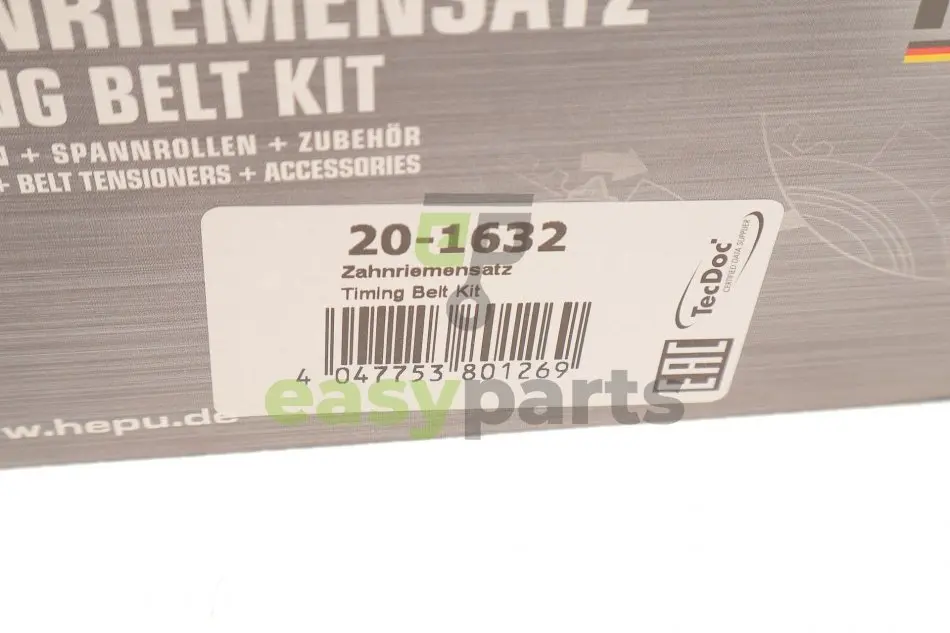 NRIEMENSATZ
NG BELT KIT
N + SPANNROLLEN + ZUBEHÖR
+ BELT TENSIONERS + ACCESSORIES
20-1632
Zahnriemensatz
Timing Belt Kit
4 047753 801269
TecDoc
CERTIFIED DATA SUPPLIER
EAC
easyparts
w.hepu.de